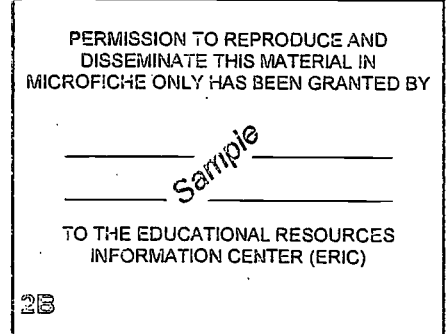 PERMISSION TO REPRODUCE AND
DISSEMINATE THIS MATERIAL IN
MICROFICHE ONLY HAS BEEN GRANTED BY
Sample
TO THE EDUCATIONAL RESOURCES
INFORMATION CENTER (ERIC)
2B